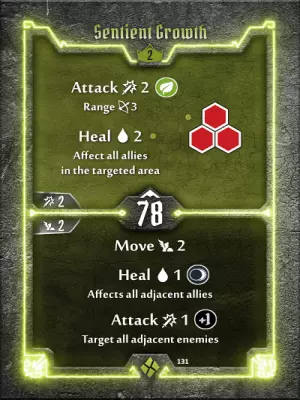 Sentient Growth
2
Attack 2
Range 3
Heal 2
Affect all allies
in the targeted area
2
78
2
Move 2
Heal 1
Affects all adjacent allies
Attack 1 +1
Target all adjacent enemies
131